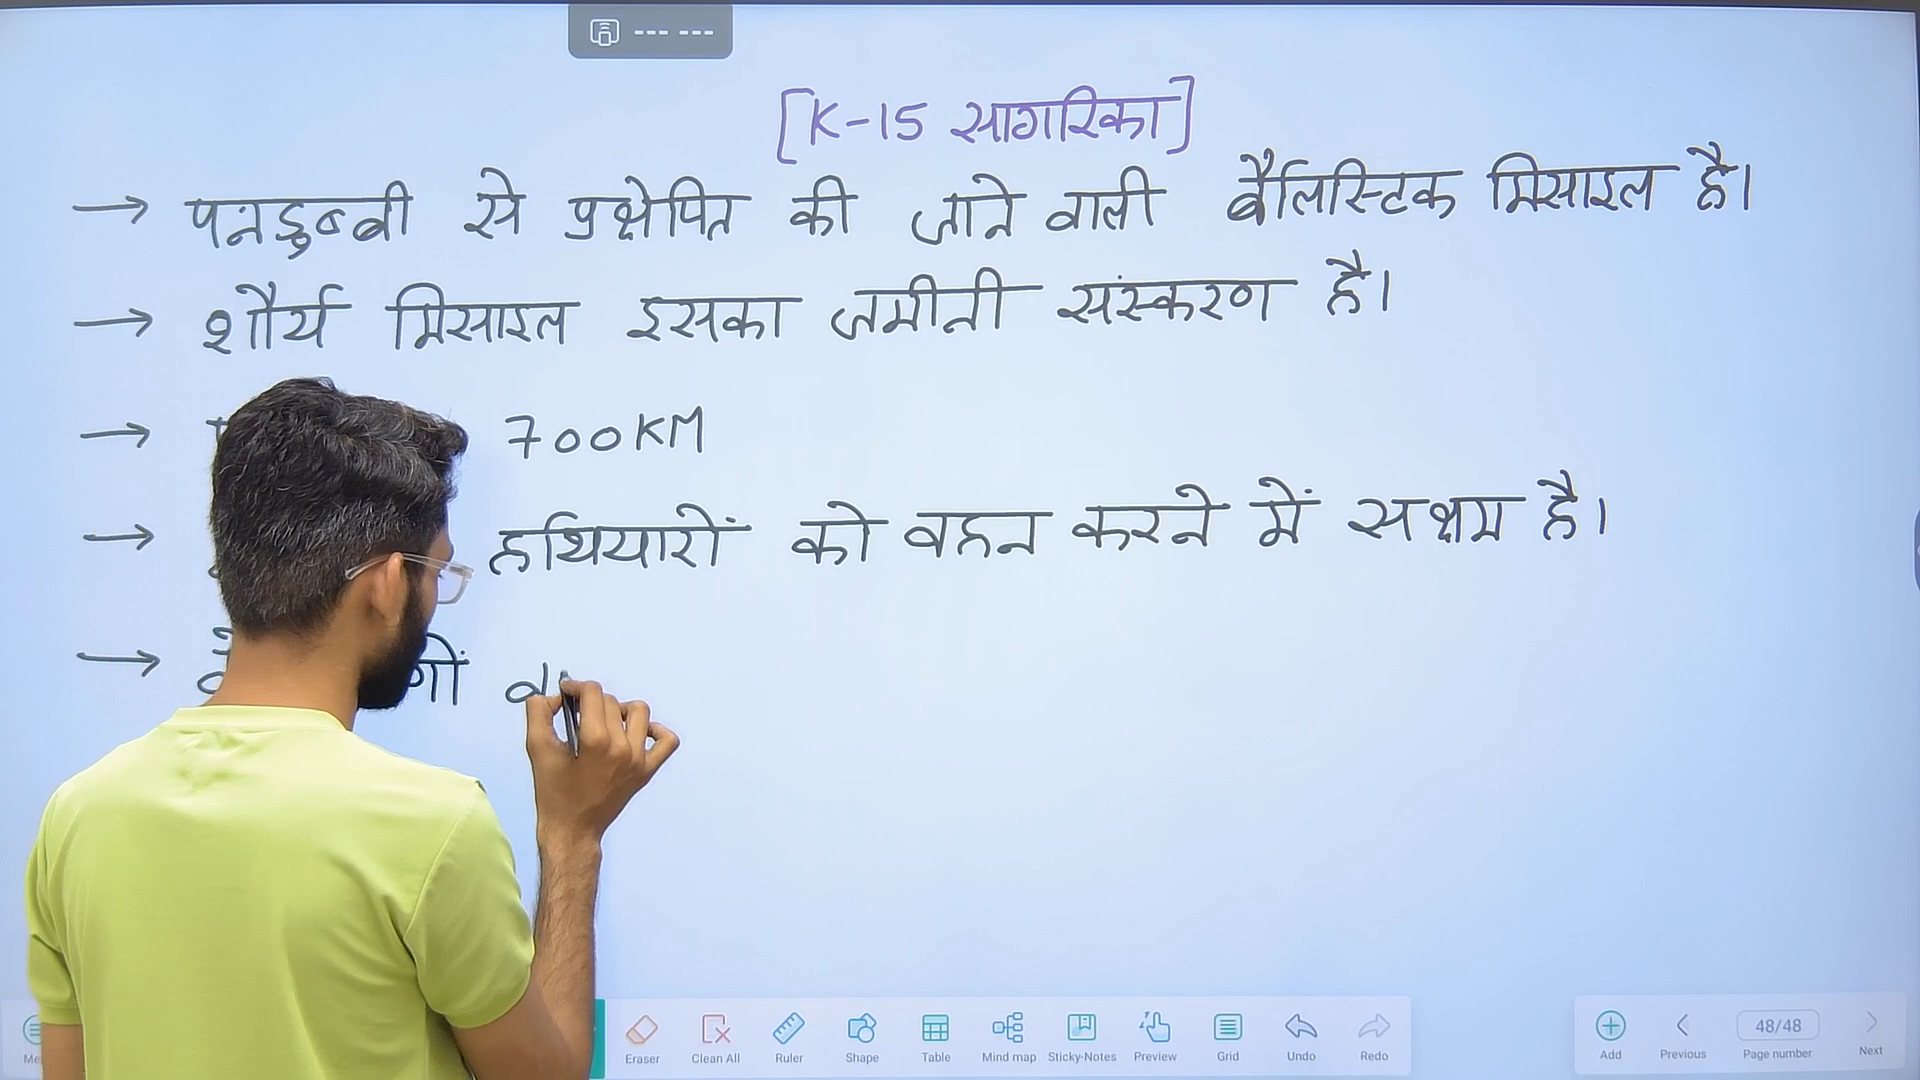 [K-15 सागरिका]
→ पनडुब्बी से प्रक्षेपित की जाने वाली बैलिस्टिक मिसाइल है।
→ शौर्य मिसाइल इसका जमीनी संस्करण है।
→ 700KM
→ हथियारों को वहन करने में सक्षम है।
→
Eraser Clean All Ruler Shape Table Mind map Sticky-Notes Preview Grid Undo Redo
Add Previous 48/48 Page number Next